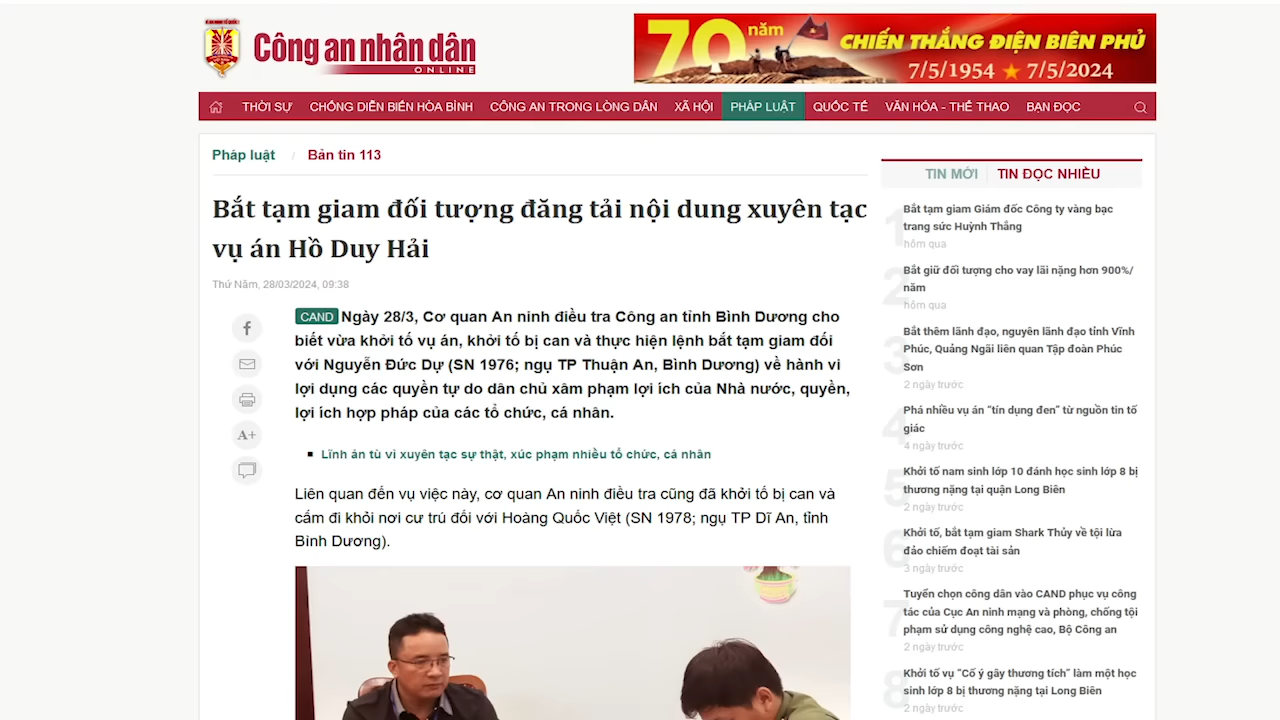 VÌ AN NINH TỔ QUỐC
Công an nhân dân
ONLINE
70 năm
CHIẾN THẮNG ĐIỆN BIÊN PHỦ
7/5/1954 ★ 7/5/2024
THỜI SỰ CHỐNG DIỄN BIẾN HÒA BÌNH CÔNG AN TRONG LÒNG DÂN XÃ HỘI PHÁP LUẬT QUỐC TẾ VĂN HÓA - THỂ THAO BẠN ĐỌC
Pháp luật / Bản tin 113
Bắt tạm giam đối tượng đăng tải nội dung xuyên tạc
vụ án Hồ Duy Hải
Thứ Năm, 28/03/2024, 09:38
A+
CAND Ngày 28/3, Cơ quan An ninh điều tra Công an tỉnh Bình Dương cho
biết vừa khởi tố vụ án, khởi tố bị can và thực hiện lệnh bắt tạm giam đối
với Nguyễn Đức Dự (SN 1976; ngụ TP Thuận An, Bình Dương) về hành vi
lợi dụng các quyền tự do dân chủ xâm phạm lợi ích của Nhà nước, quyền,
lợi ích hợp pháp của các tổ chức, cá nhân.
Lĩnh án tù vì xuyên tạc sự thật, xúc phạm nhiều tổ chức, cá nhân
Liên quan đến vụ việc này, cơ quan An ninh điều tra cũng đã khởi tố bị can và
cấm đi khỏi nơi cư trú đối với Hoàng Quốc Việt (SN 1978; ngụ TP Dĩ An, tỉnh
Bình Dương).
TIN MỚI TIN ĐỌC NHIỀU
1
Bắt tạm giam Giám đốc Công ty vàng bạc
trang sức Huỳnh Thắng
hôm qua
2
Bắt giữ đối tượng cho vay lãi nặng hơn 900%/
năm
hôm qua
3
Bắt thêm lãnh đạo, nguyên lãnh đạo tỉnh Vĩnh
Phúc, Quảng Ngãi liên quan Tập đoàn Phúc
Sơn
2 ngày trước
4
Phá nhiều vụ án “tín dụng đen” từ nguồn tin tố
giác
4 ngày trước
5
Khởi tố nam sinh lớp 10 đánh học sinh lớp 8 bị
thương nặng tại quận Long Biên
2 ngày trước
6
Khởi tố, bắt tạm giam Shark Thủy về tội lừa
đảo chiếm đoạt tài sản
3 ngày trước
7
Tuyển chọn công dân vào CAND phục vụ công
tác của Cục An ninh mạng và phòng, chống tội
phạm sử dụng công nghệ cao, Bộ Công an
2 ngày trước
8
Khởi tố vụ “Cố ý gây thương tích” làm một học
sinh lớp 8 bị thương nặng tại Long Biên
2 ngày trước